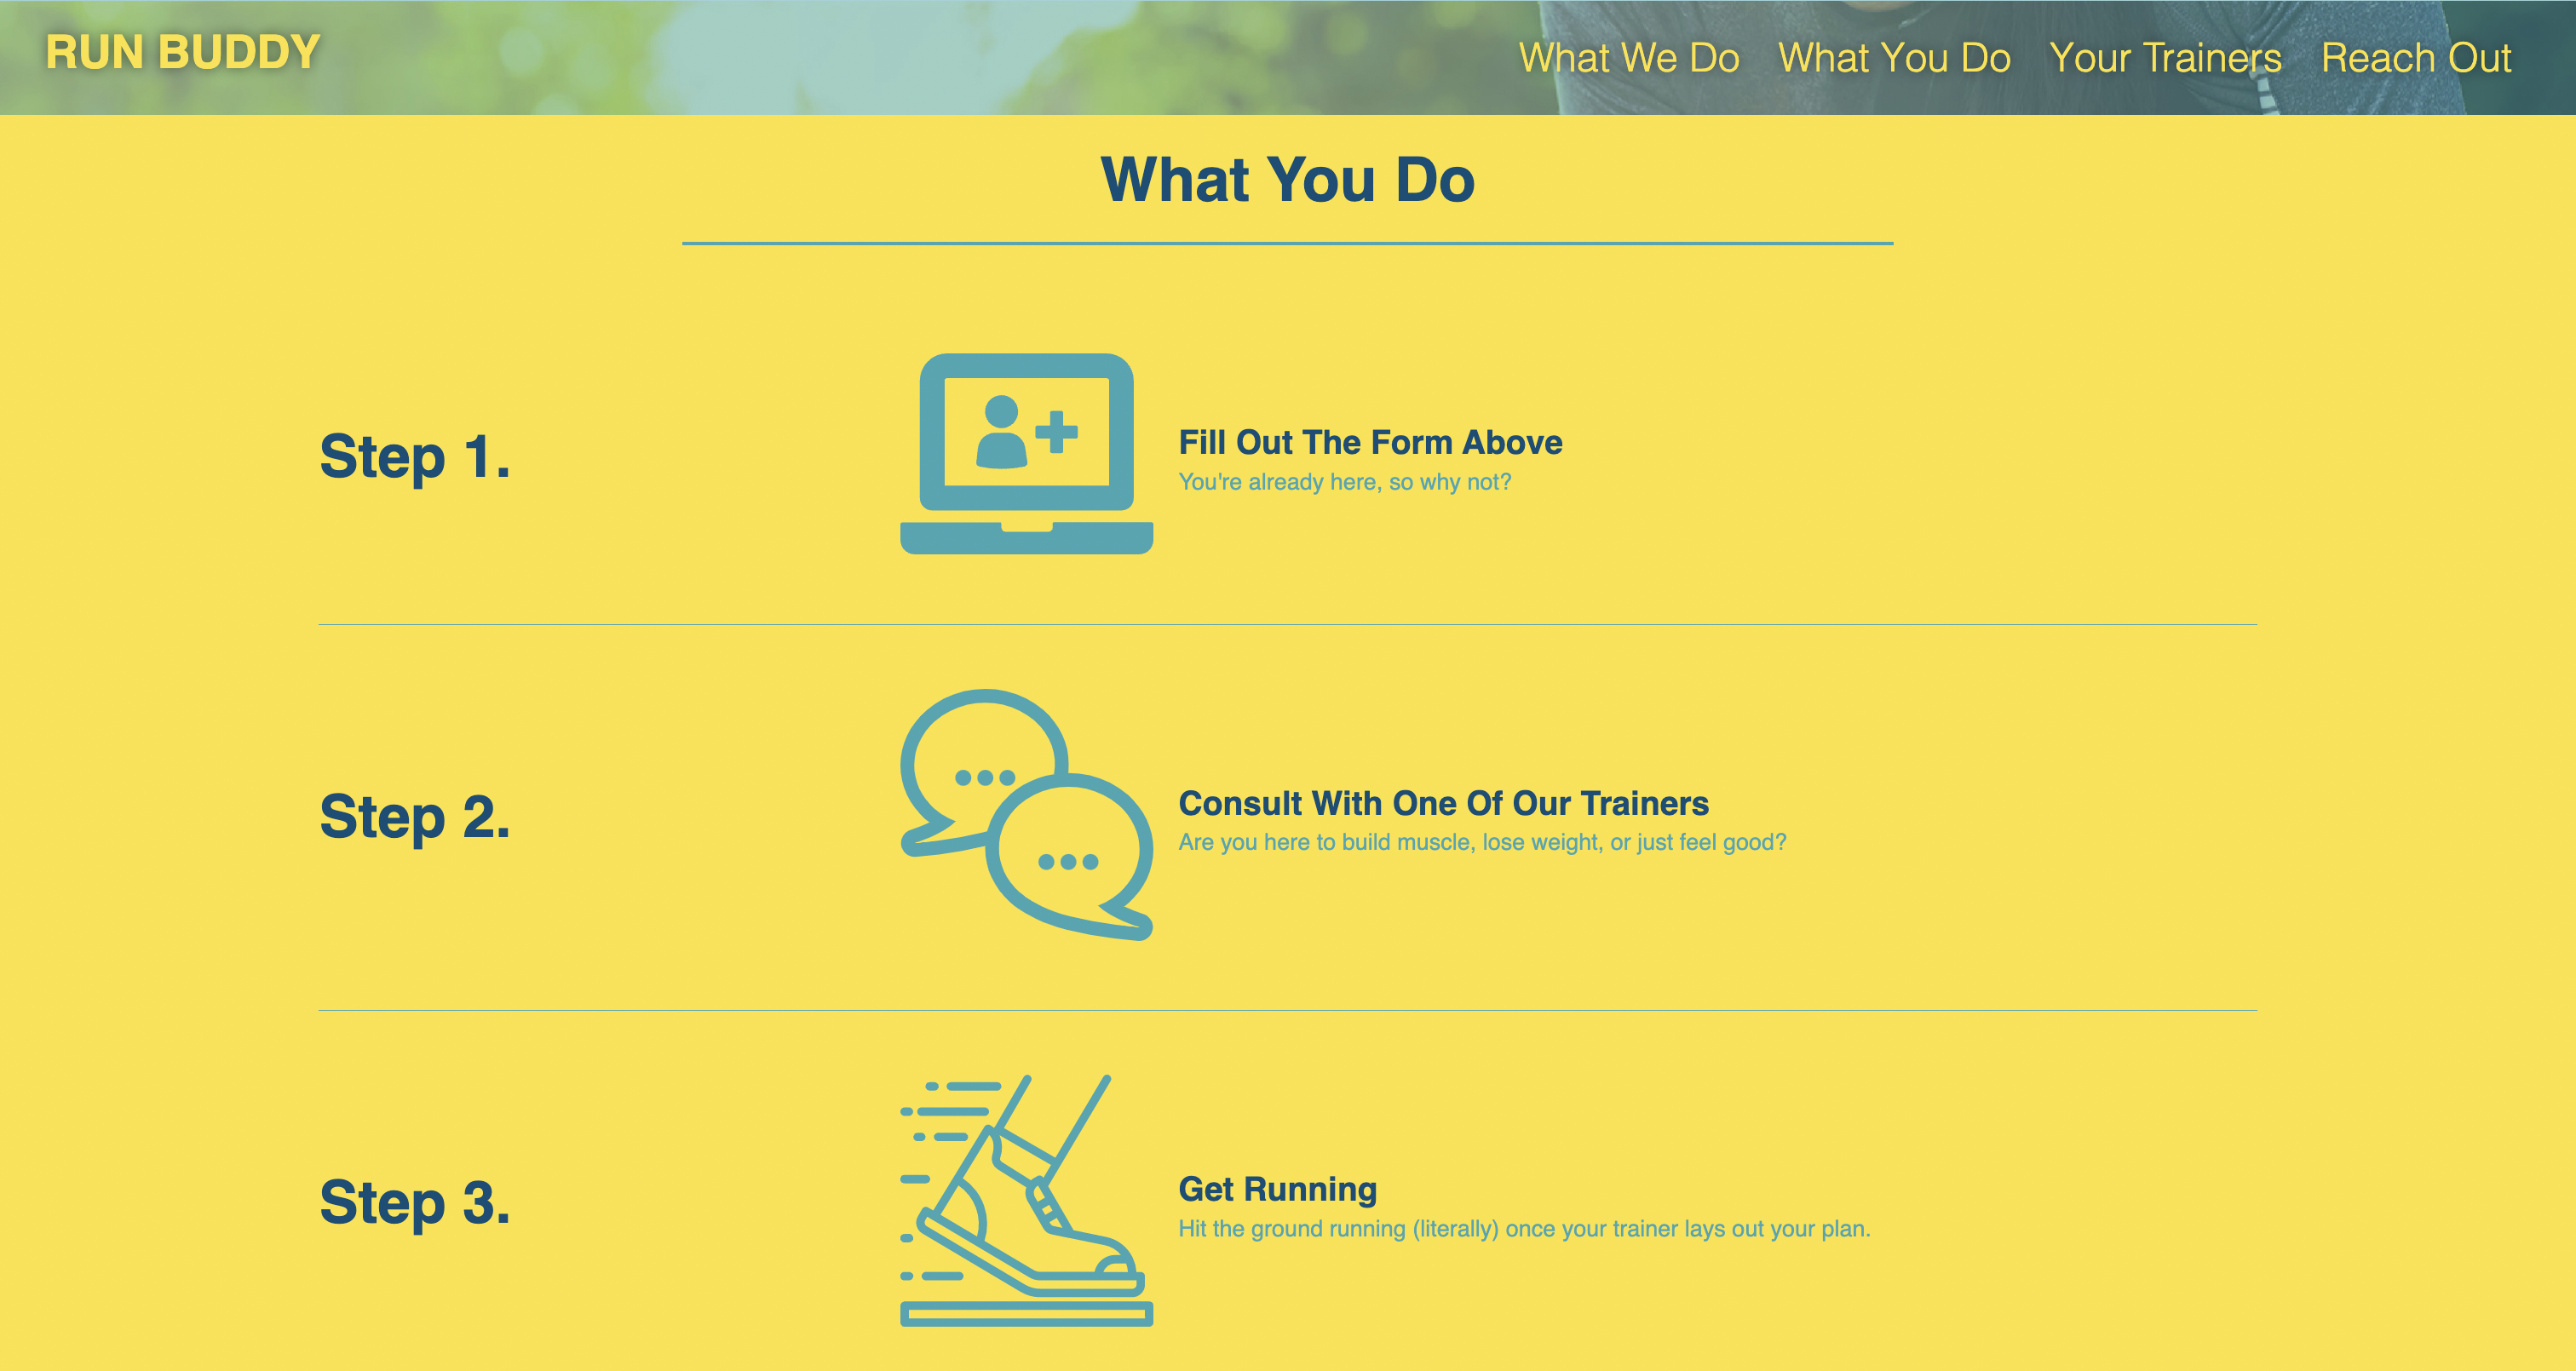 RUN BUDDY
What We Do What You Do Your Trainers Reach Out
What You Do
Step 1.
Fill Out The Form Above
You're already here, so why not?
Step 2.
Consult With One Of Our Trainers
Are you here to build muscle, lose weight, or just feel good?
Step 3.
Get Running
Hit the ground running (literally) once your trainer lays out your plan.